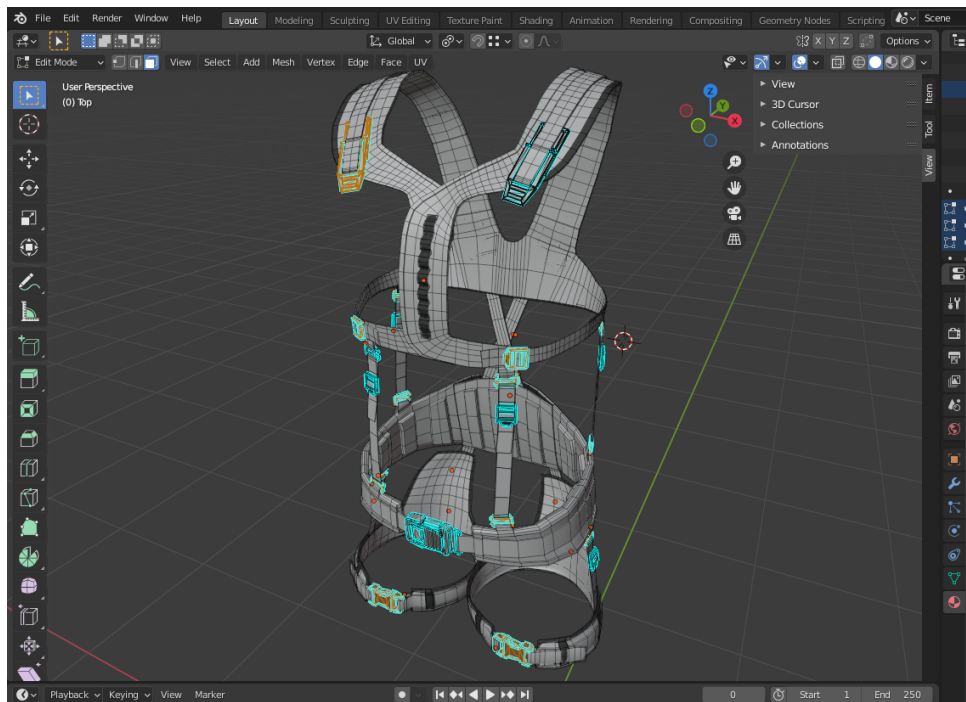 File Edit Render Window Help Layout Modeling Sculpting UV Editing Texture Paint Shading Animation Rendering Compositing Geometry Nodes Scripting Scene
Global X Y Z Options
Edit Mode View Select Add Mesh Vertex Edge Face UV
User Perspective
(0) Top
View
3D Cursor
Collections
Annotations
Item
Tool
View
Z
Y
X
Playback Keying View Marker 0 Start 1 End 250